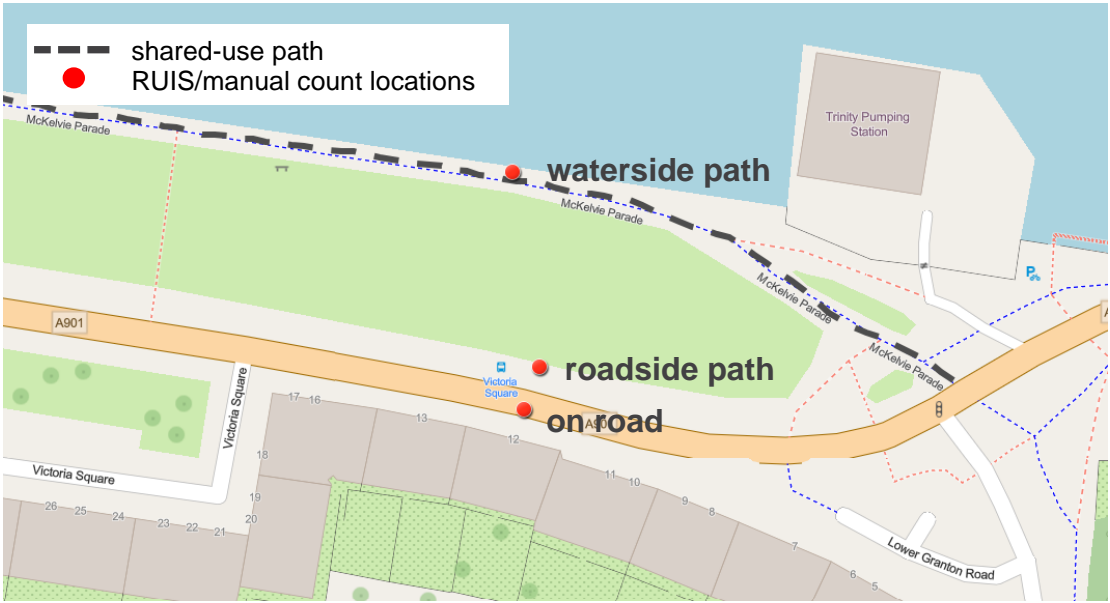 shared-use path
RUIS/manual count locations
McKelvie Parade
Trinity Pumping
Station
waterside path
McKelvie Parade
P
McKelvie Parade
A901
McKelvie Parade
roadside path
Victoria
Square
on road
Victoria Square
17
16
13
12
18
11
10
9
8
7
6
5
Victoria Square
19
20
26
25
24
23
22
21
Lower Granton Road